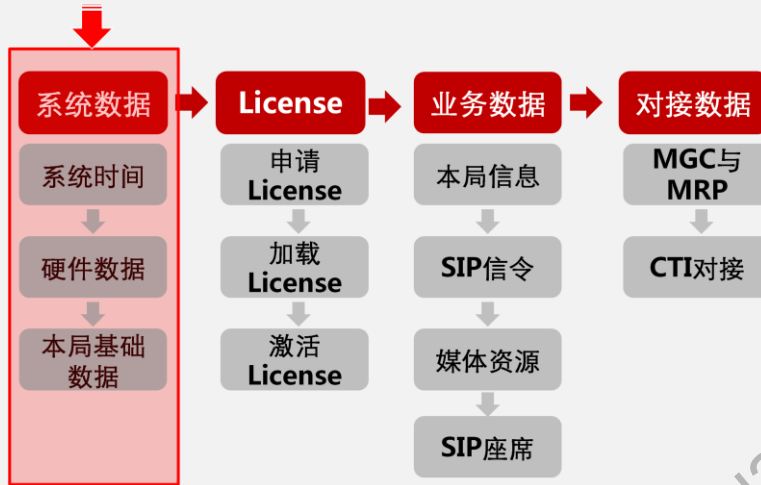 系统数据
License
业务数据
对接数据
系统时间
硬件数据
本局基础
数据
申请
License
加载
License
激活
License
本局信息
SIP信令
媒体资源
SIP座席
MGC与
MRP
CTI对接